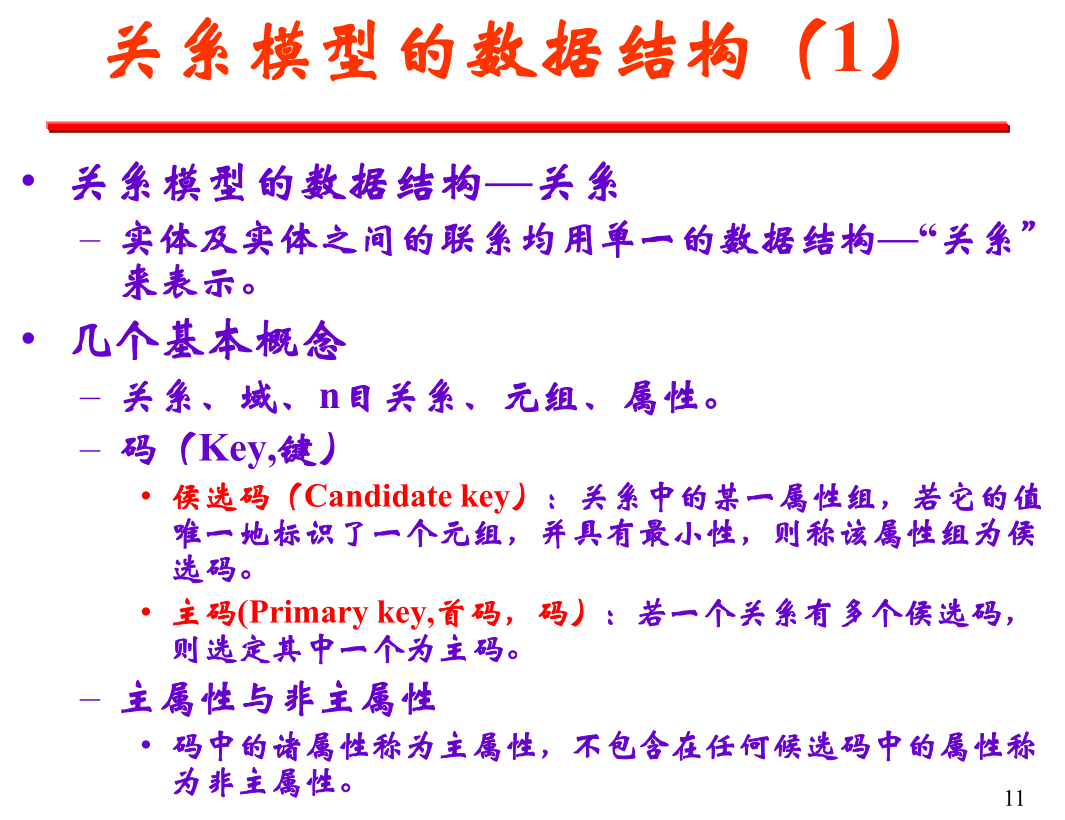 关系模型的数据结构（1）
• 关系模型的数据结构—关系
– 实体及实体之间的联系均用单一的数据结构—“关系”
来表示。
• 几个基本概念
– 关系、域、n目关系、元组、属性。
– 码（Key,键）
• 侯选码（Candidate key）：关系中的某一属性组，若它的值
唯一地标识了一个元组，并具有最小性，则称该属性组为侯
选码。
• 主码(Primary key,首码，码）：若一个关系有多个侯选码，
则选定其中一个为主码。
– 主属性与非主属性
• 码中的诸属性称为主属性，不包含在任何候选码中的属性称
为非主属性。
11